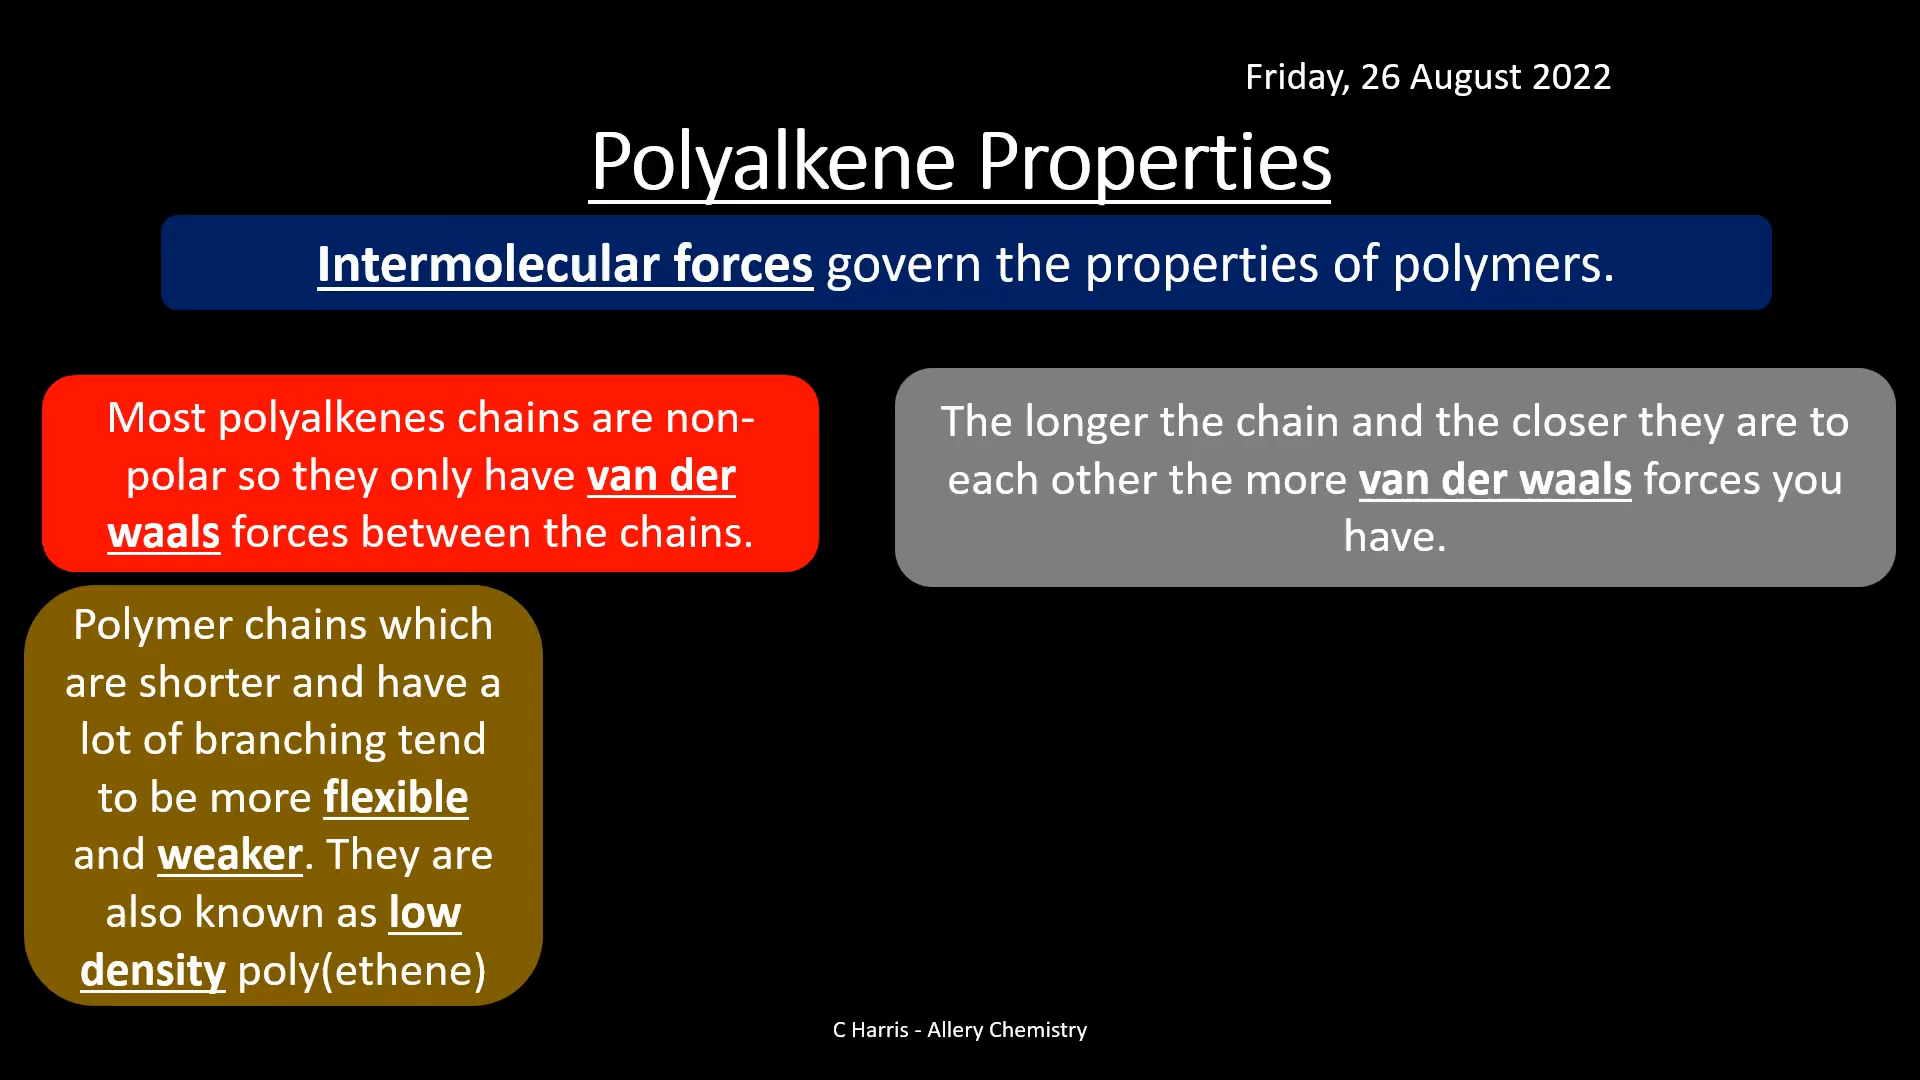 Friday, 26 August 2022
Polyalkene Properties
Intermolecular forces govern the properties of polymers.
Most polyalkenes chains are non-
polar so they only have van der
waals forces between the chains.
The longer the chain and the closer they are to
each other the more van der waals forces you
have.
Polymer chains which
are shorter and have a
lot of branching tend
to be more flexible
and weaker. They are
also known as low
density poly(ethene)
C Harris - Allery Chemistry